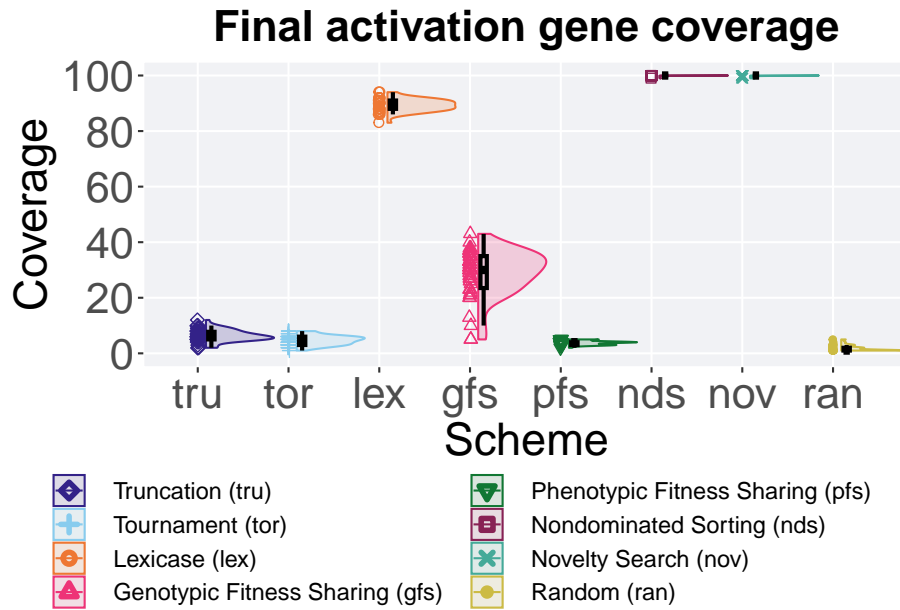 Final activation gene coverage
100
80
60
40
20
0
Coverage
tru tor lex gfs pfs nds nov ran
Scheme
Truncation (tru)
Tournament (tor)
Lexicase (lex)
Genotypic Fitness Sharing (gfs)
Phenotypic Fitness Sharing (pfs)
Nondominated Sorting (nds)
Novelty Search (nov)
Random (ran)